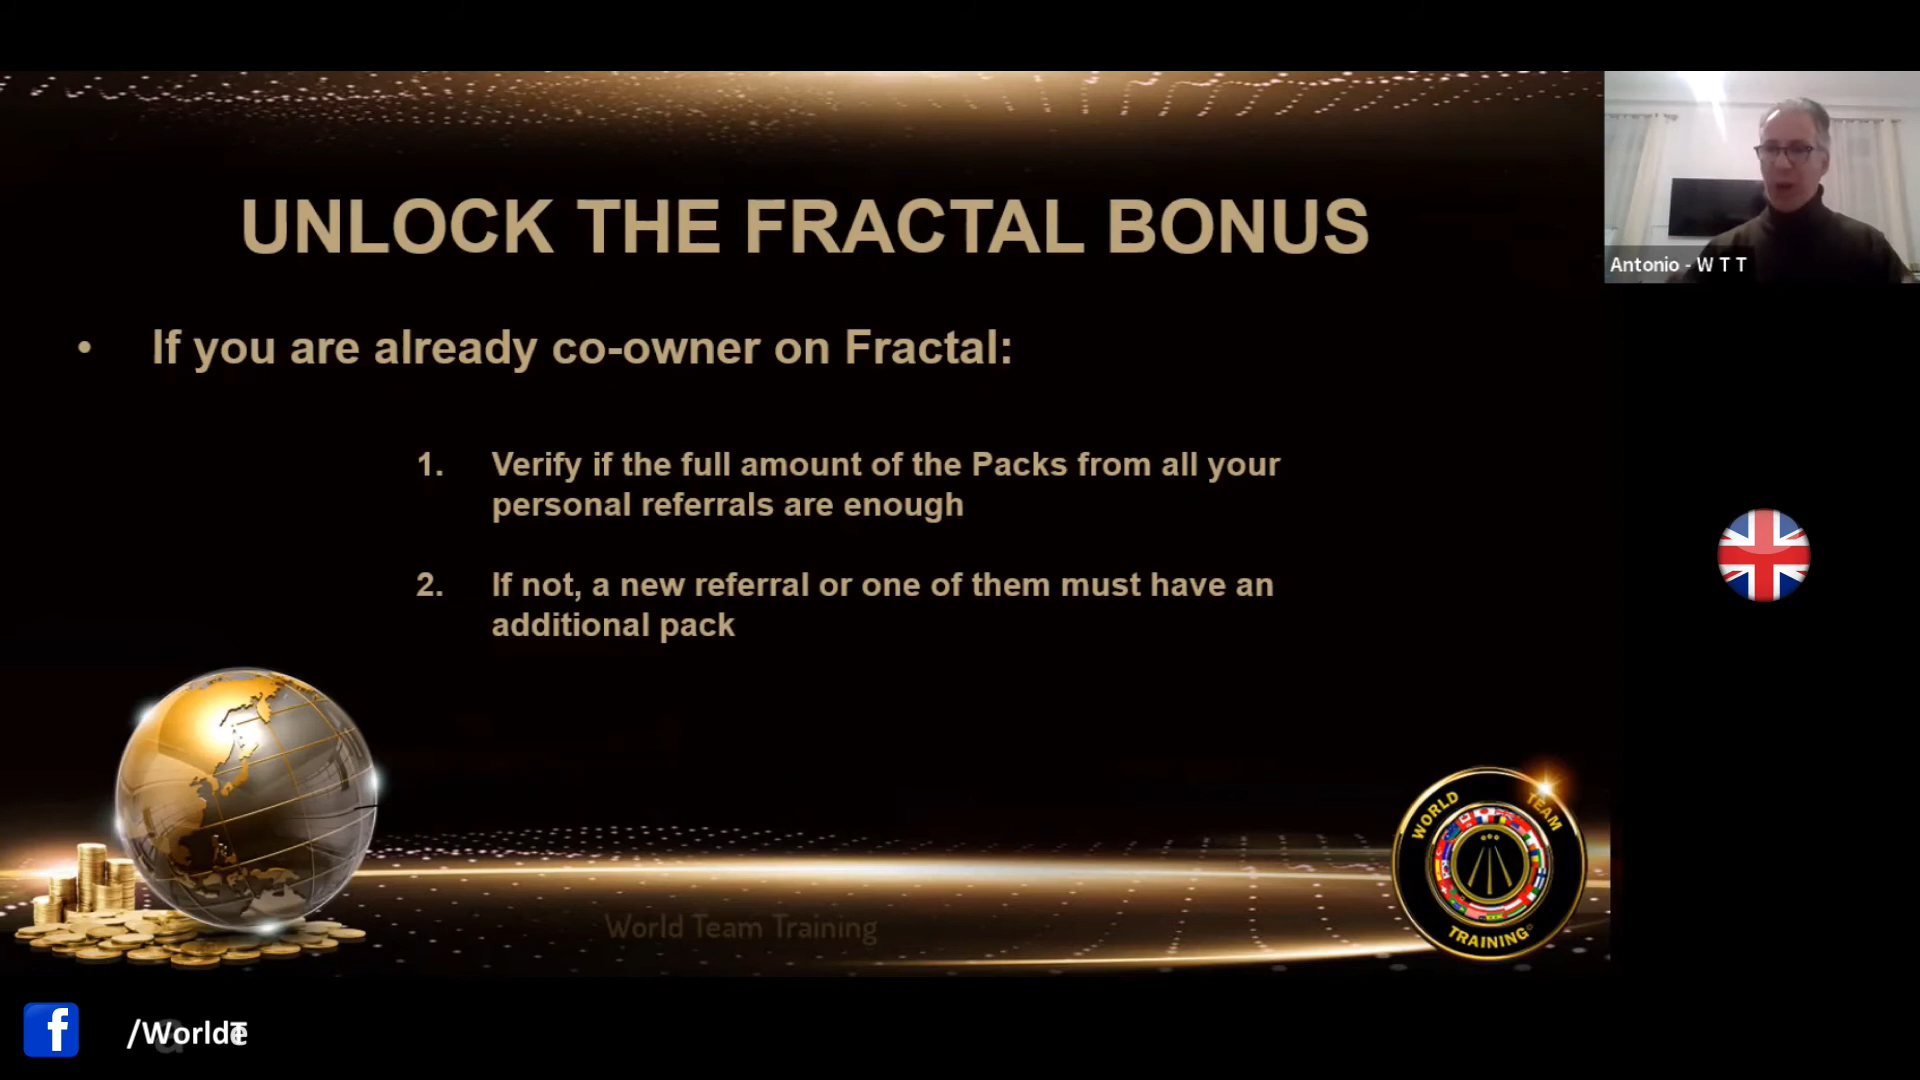 UNLOCK THE FRACTAL BONUS
Antonio - W T T
• If you are already co-owner on Fractal:
1. Verify if the full amount of the Packs from all your
personal referrals are enough
2. If not, a new referral or one of them must have an
additional pack
WORLD TEAM
TRAINING
World Team Training
f